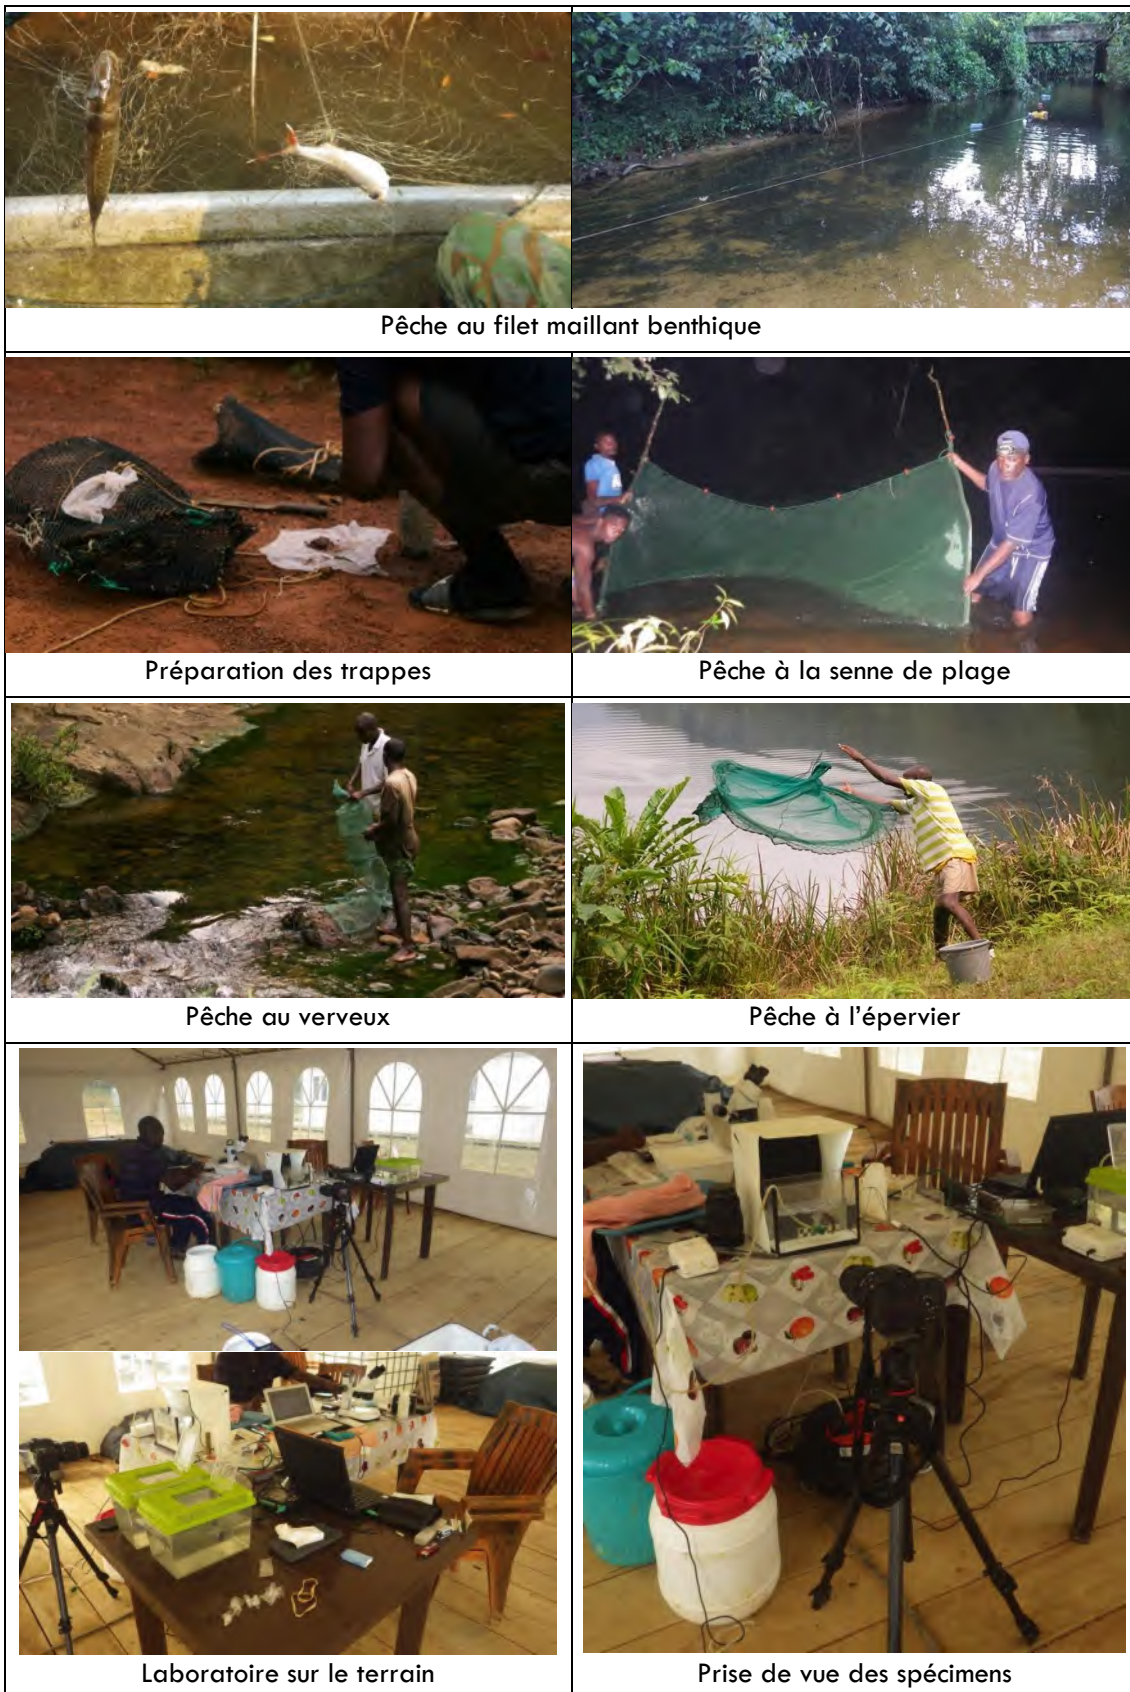 Pêche au filet maillant benthique
Préparation des trappes
Pêche à la senne de plage
Pêche au verveux
Pêche à l’épervier
Laboratoire sur le terrain
Prise de vue des spécimens